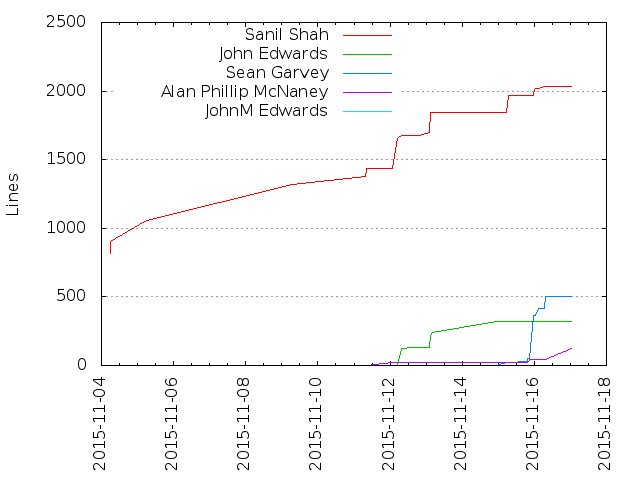 Lines
2500
2000
1500
1000
500
0
Sanil Shah
John Edwards
Sean Garvey
Alan Phillip McNaney
JohnM Edwards
2015-11-04
2015-11-06
2015-11-08
2015-11-10
2015-11-12
2015-11-14
2015-11-16
2015-11-18